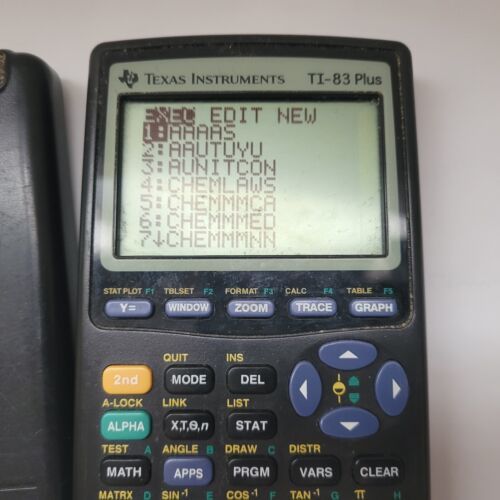 TEXAS INSTRUMENTS TI-83 Plus
EXEC EDIT NEW
1:AAAAS
2:AAUTUYU
3:AUNITCON
4:CHEMLAWS
5:CHEMMMCA
6:CHEMMMED
7↓CHEMMMNN
STAT PLOT F1 TBLSET F2 FORMAT F3 CALC F4 TABLE F5
Y= WINDOW ZOOM TRACE GRAPH
QUIT INS
2nd MODE DEL
A-LOCK LINK LIST
ALPHA X,T,Θ,n STAT
TEST A ANGLE B DRAW C DISTR
MATH APPS PRGM VARS CLEAR
MATRX D SIN-1 E COS-1 F TAN-1 G π H